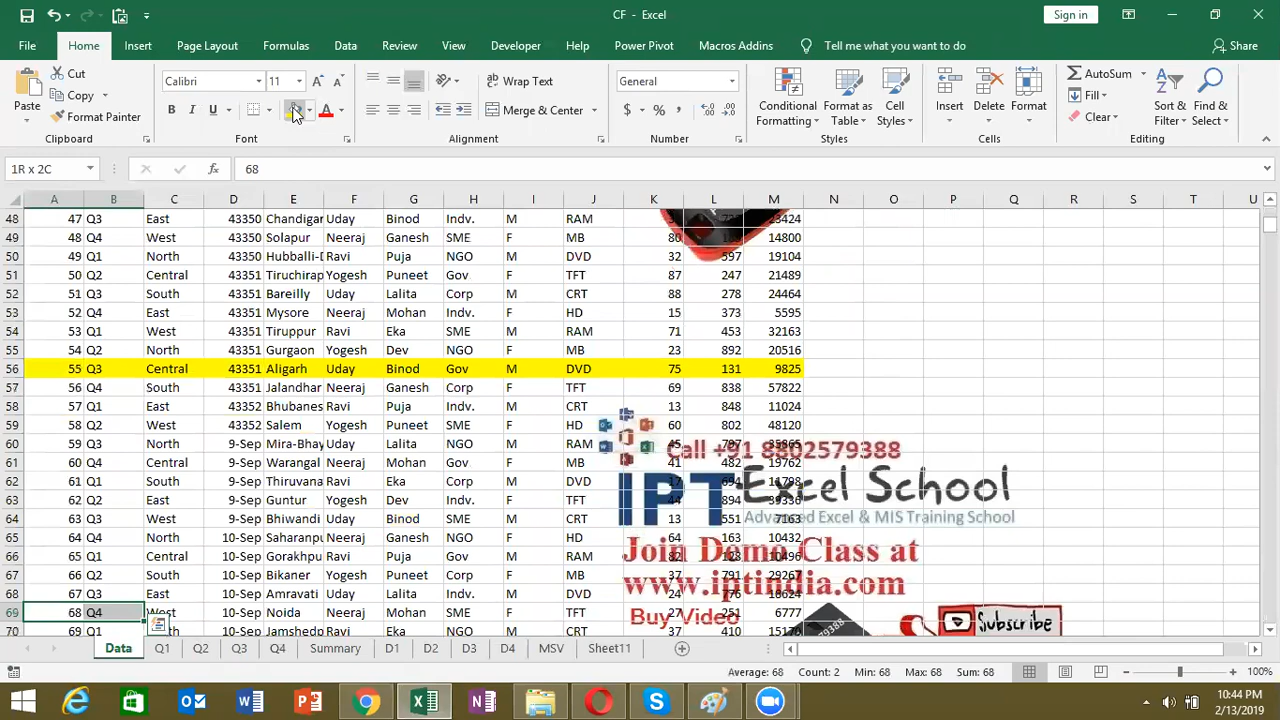 CF - Excel
Sign in
File Home Insert Page Layout Formulas Data Review View Developer Help Power Pivot Macros Addins Tell me what you want to do Share
Paste Cut Copy Format Painter
Calibri 11
B I U A
Wrap Text
Merge & Center
General
$ % ,
Conditional Formatting Format as Table Cell Styles
Insert Delete Format
AutoSum Fill Clear
Sort & Filter Find & Select
Clipboard Font Alignment Number Styles Cells Editing
1R x 2C fx 68
A B C D E F G H I J K L M N O P Q R S T U
48 47 Q3 East 43350 Chandigar Uday Binod Indv. M RAM 23424
49 48 Q4 West 43350 Solapur Neeraj Ganesh SME F MB 80 14800
50 49 Q1 North 43350 Hubballi-D Ravi Puja NGO M DVD 32 597 19104
51 50 Q2 Central 43351 Tiruchirap Yogesh Puneet Gov F TFT 87 247 21489
52 51 Q3 South 43351 Bareilly Uday Lalita Corp M CRT 88 278 24464
53 52 Q4 East 43351 Mysore Neeraj Mohan Indv. F HD 15 373 5595
54 53 Q1 West 43351 Tiruppur Ravi Eka SME M RAM 71 453 32163
55 54 Q2 North 43351 Gurgaon Yogesh Dev NGO F MB 23 892 20516
56 55 Q3 Central 43351 Aligarh Uday Binod Gov M DVD 75 131 9825
57 56 Q4 South 43351 Jalandhar Neeraj Ganesh Corp F TFT 69 838 57822
58 57 Q1 East 43352 Bhubanes Ravi Puja Indv. M CRT 13 848 11024
59 58 Q2 West 43352 Salem Yogesh Puneet SME F HD 60 802 48120
60 59 Q3 North 9-Sep Mira-Bhay Uday Lalita NGO M RAM 45 797 35865
61 60 Q4 Central 9-Sep Warangal Neeraj Mohan Gov F MB 41 482 19762
62 61 Q1 South 9-Sep Thiruvana Ravi Eka Corp M DVD 17 694
63 62 Q2 East 9-Sep Guntur Yogesh Dev Indv. F TFT 44 894 39336
64 63 Q3 West 9-Sep Bhiwandi Uday Binod SME M CRT 13 551 7163
65 64 Q4 North 10-Sep Saharanpu Neeraj Ganesh NGO F HD 64 163 10432
66 65 Q1 Central 10-Sep Gorakhpu Ravi Puja Gov M RAM 82 128 10496
67 66 Q2 South 10-Sep Bikaner Yogesh Puneet Corp F MB 37 791 29267
68 67 Q3 East 10-Sep Amravati Uday Lalita Indv. M DVD 24 776 18624
69 68 Q4 West 10-Sep Noida Neeraj Mohan SME F TFT 27 251 6777
70 69 Q1 10-Sep Jamshedp Ravi Eka NGO M CRT 37 410
Call +91 8802579388
IPT Excel School
Advanced Excel & MIS Training School
Join Demo Class at
www.iptindia.com
Buy Video
Subscribe
Data Q1 Q2 Q3 Q4 Summary D1 D2 D3 D4 MSV Sheet11
Average: 68 Count: 2 Min: 68 Max: 68 Sum: 68 100%
10:44 PM
2/13/2019